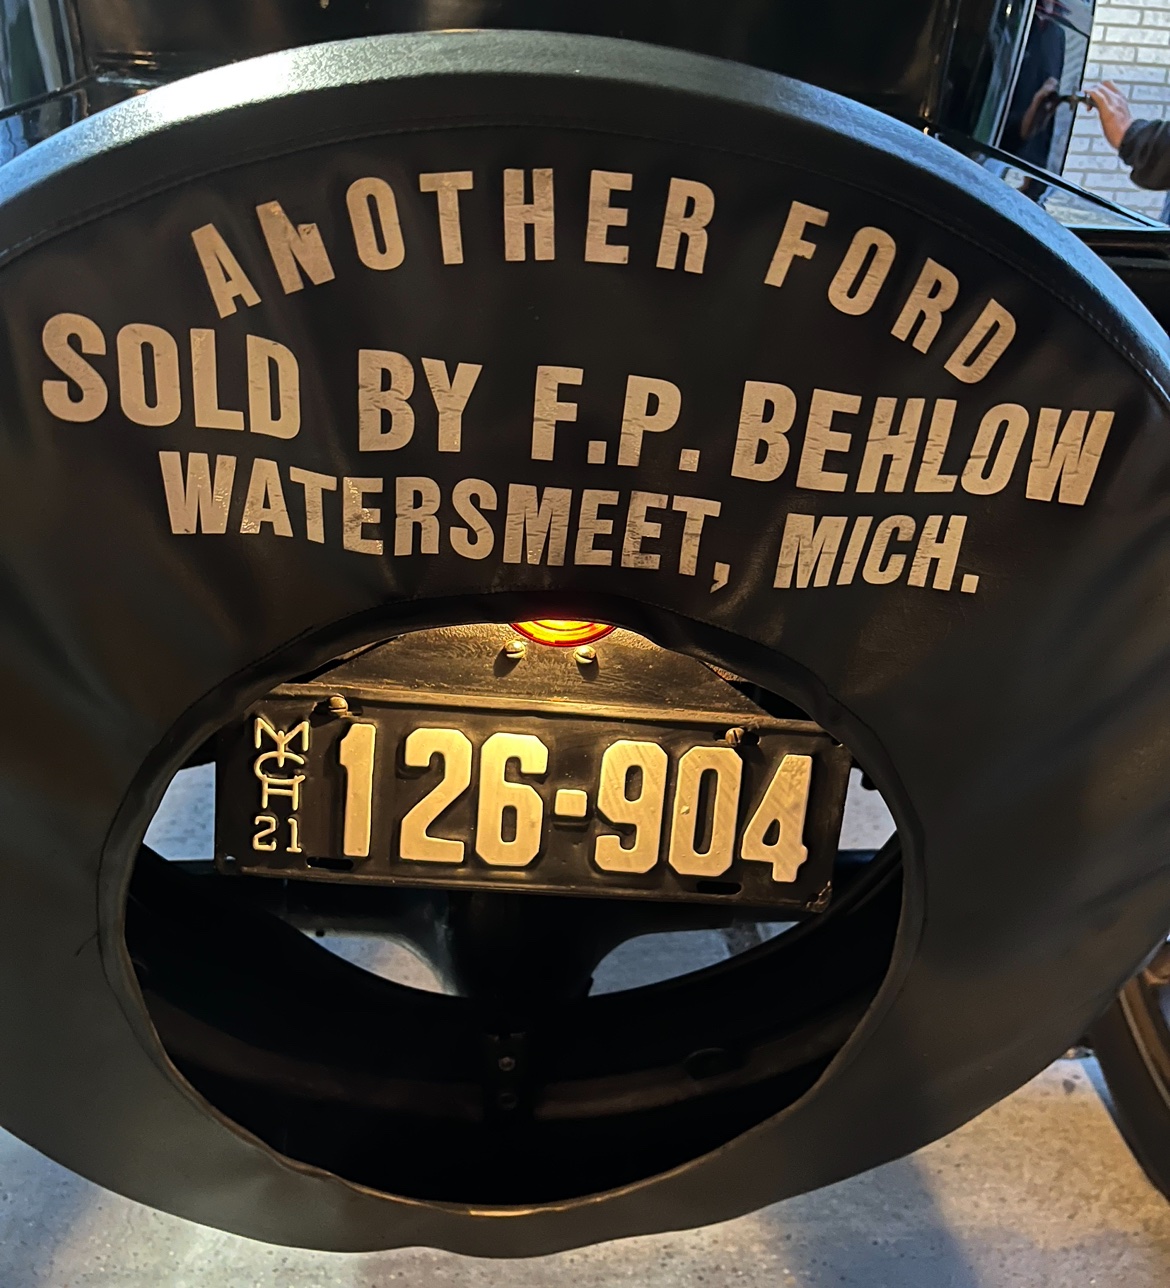 ANOTHER FORD
SOLD BY F.P. BEHLOW
WATERSMEET, MICH.
MICH
21
126-904